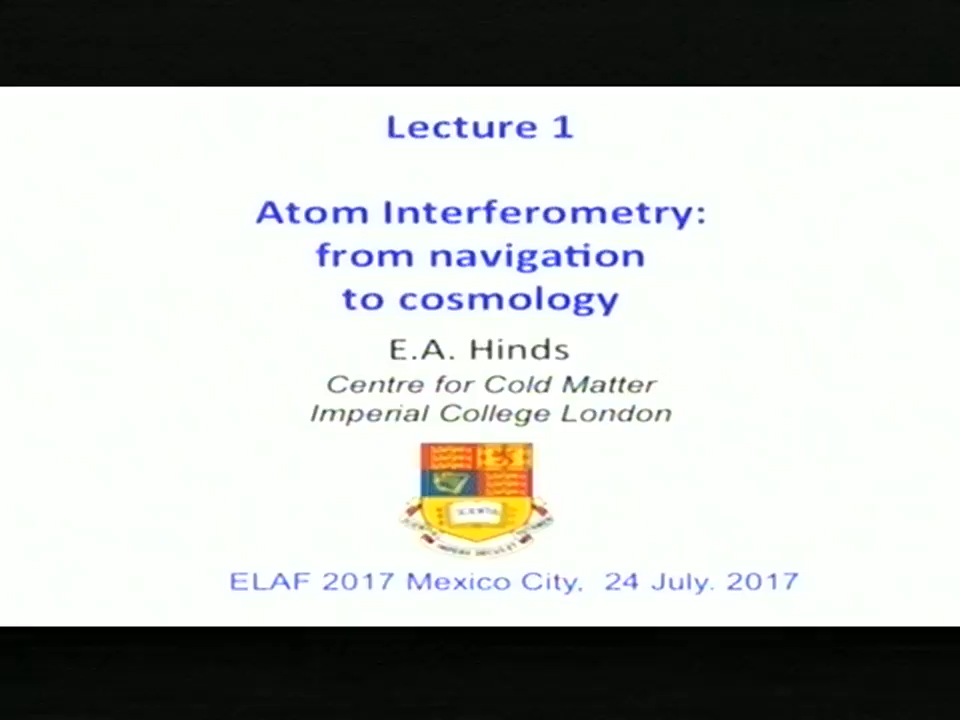 Lecture 1
Atom Interferometry:
from navigation
to cosmology
E.A. Hinds
Centre for Cold Matter
Imperial College London
ELAF 2017 Mexico City, 24 July. 2017